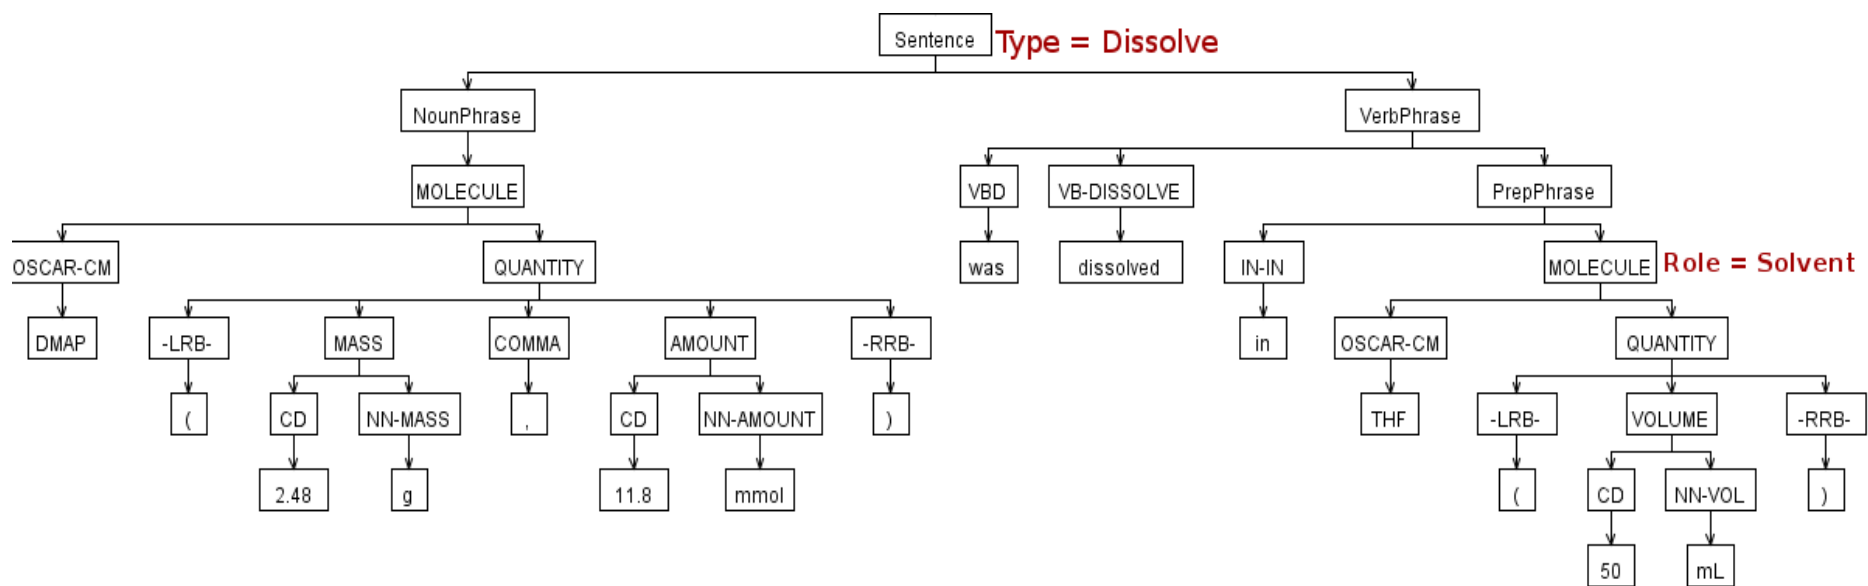 Sentence Type = Dissolve
NounPhrase VerbPhrase
MOLECULE VBD VB-DISSOLVE PrepPhrase
OSCAR-CM QUANTITY was dissolved IN-IN MOLECULE Role = Solvent
DMAP -LRB- MASS COMMA AMOUNT -RRB- in OSCAR-CM QUANTITY
( CD NN-MASS , CD NN-AMOUNT ) THF -LRB- VOLUME -RRB-
2.48 g 11.8 mmol ( CD NN-VOL )
50 mL